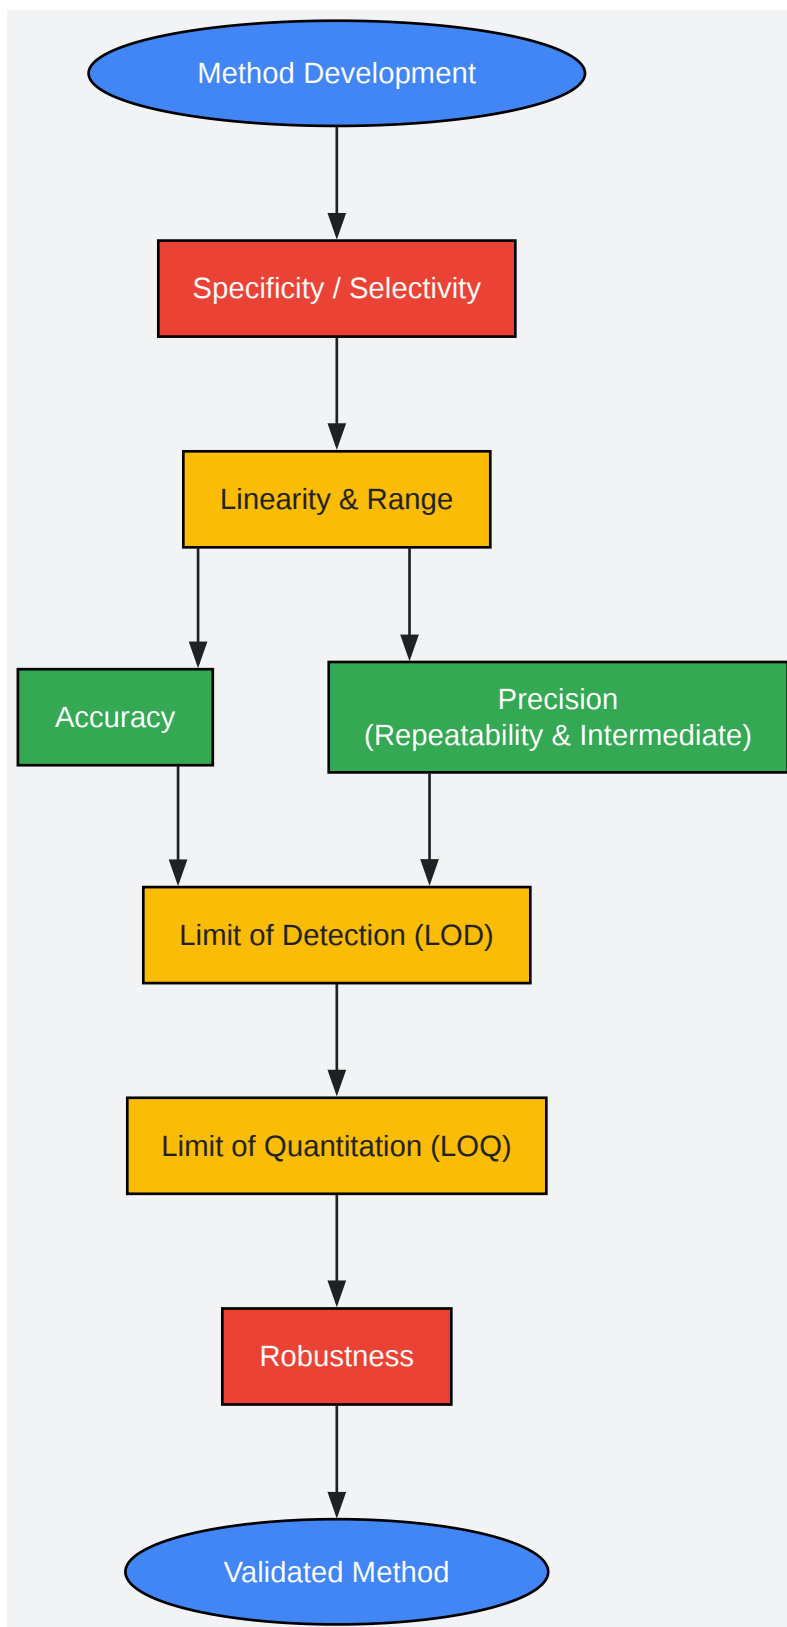 Method Development
Specificity / Selectivity
Linearity & Range
Accuracy
Precision
(Repeatability & Intermediate)
Limit of Detection (LOD)
Limit of Quantitation (LOQ)
Robustness
Validated Method